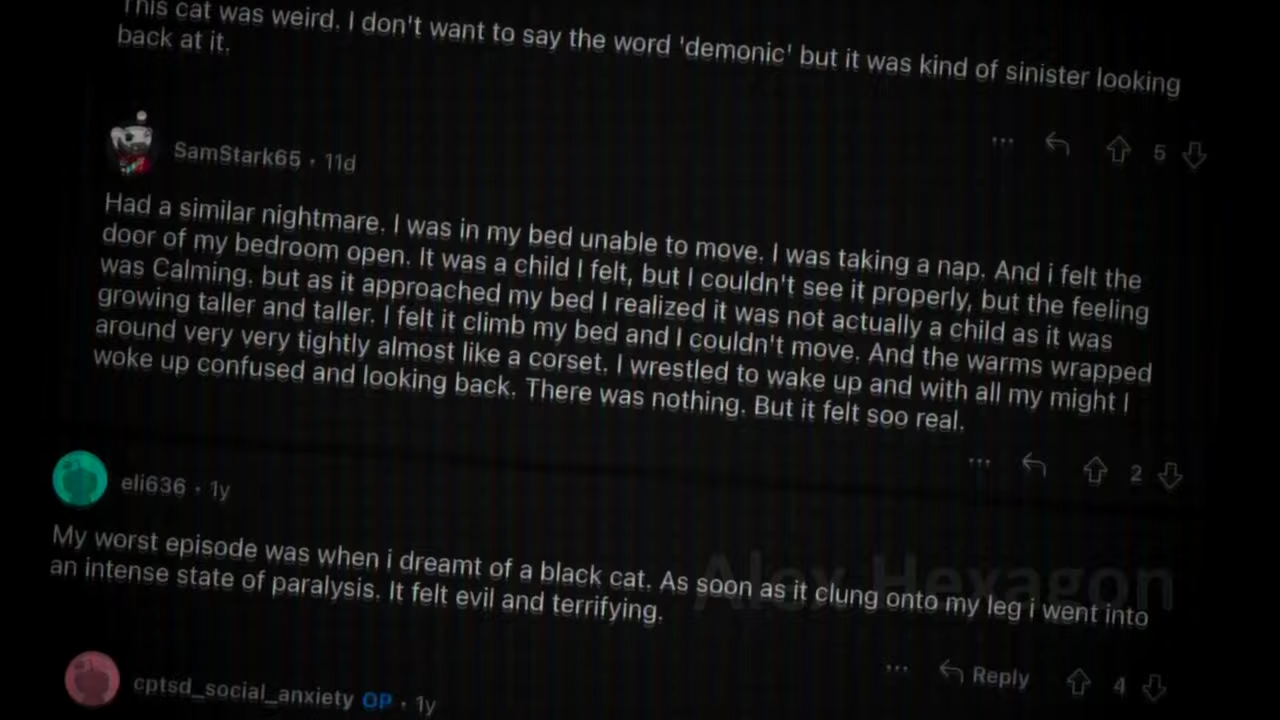 This cat was weird. I don't want to say the word 'demonic' but it was kind of sinister looking
back at it.
5
SamStark65 · 11d
Had a similar nightmare. I was in my bed unable to move. I was taking a nap. And i felt the
door of my bedroom open. It was a child I felt, but I couldn't see it properly, but the feeling
was Calming, but as it approached my bed I realized it was not actually a child as it was
growing taller and taller. I felt it climb my bed and I couldn't move. And the warms wrapped
around very very tightly almost like a corset. I wrestled to wake up and with all my might I
woke up confused and looking back. There was nothing. But it felt soo real.
2
eli636 · 1y
My worst episode was when i dreamt of a black cat. As soon as it clung onto my leg i went into
an intense state of paralysis. It felt evil and terrifying.
Alex Hexagon
Reply 4
cptsd_social_anxiety OP · 1y